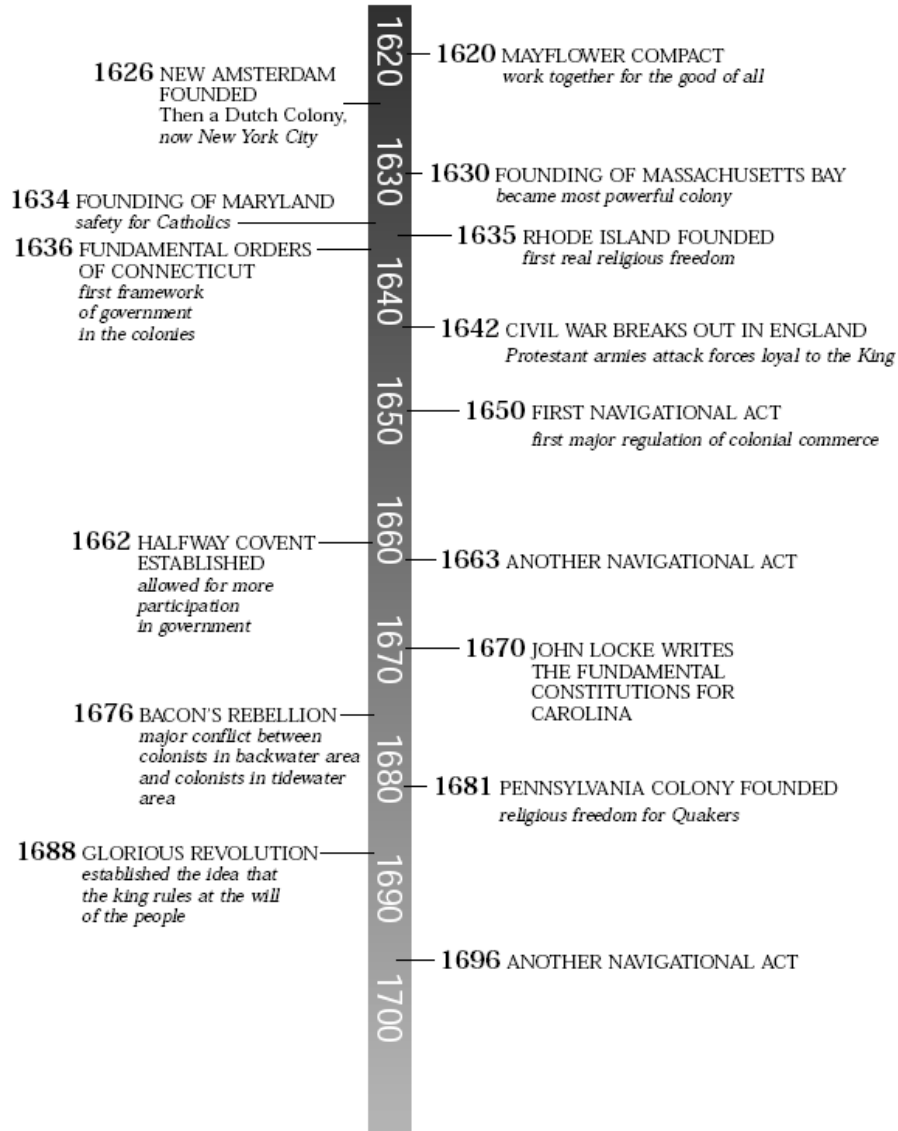 1620
1630
1640
1650
1660
1670
1680
1690
1700
1620 MAYFLOWER COMPACT
work together for the good of all
1626 NEW AMSTERDAM
FOUNDED
Then a Dutch Colony,
now New York City
1630 FOUNDING OF MASSACHUSETTS BAY
became most powerful colony
1634 FOUNDING OF MARYLAND
safety for Catholics
1635 RHODE ISLAND FOUNDED
first real religious freedom
1636 FUNDAMENTAL ORDERS
OF CONNECTICUT
first framework
of government
in the colonies
1642 CIVIL WAR BREAKS OUT IN ENGLAND
Protestant armies attack forces loyal to the King
1650 FIRST NAVIGATIONAL ACT
first major regulation of colonial commerce
1662 HALFWAY COVENT
ESTABLISHED
allowed for more
participation
in government
1663 ANOTHER NAVIGATIONAL ACT
1670 JOHN LOCKE WRITES
THE FUNDAMENTAL
CONSTITUTIONS FOR
CAROLINA
1676 BACON'S REBELLION
major conflict between
colonists in backwater area
and colonists in tidewater
area
1681 PENNSYLVANIA COLONY FOUNDED
religious freedom for Quakers
1688 GLORIOUS REVOLUTION
established the idea that
the king rules at the will
of the people
1696 ANOTHER NAVIGATIONAL ACT